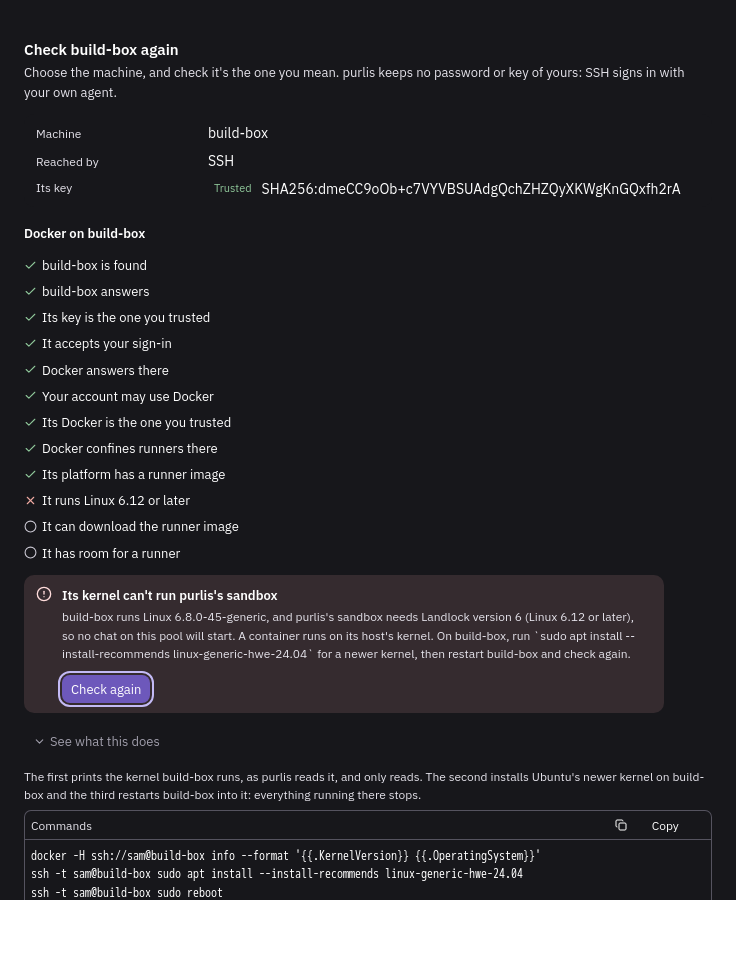 Check build-box again
Choose the machine, and check it's the one you mean. purlis keeps no password or key of yours: SSH signs in with
your own agent.
Machine build-box
Reached by SSH
Its key Trusted SHA256:dmeCC9oOb+c7VYVBSUAdgQchZHZQyXKWgKnGQxfh2rA
Docker on build-box
build-box is found
build-box answers
Its key is the one you trusted
It accepts your sign-in
Docker answers there
Your account may use Docker
Its Docker is the one you trusted
Docker confines runners there
Its platform has a runner image
It runs Linux 6.12 or later
It can download the runner image
It has room for a runner
Its kernel can't run purlis's sandbox
build-box runs Linux 6.8.0-45-generic, and purlis's sandbox needs Landlock version 6 (Linux 6.12 or later),
so no chat on this pool will start. A container runs on its host's kernel. On build-box, run `sudo apt install --
install-recommends linux-generic-hwe-24.04` for a newer kernel, then restart build-box and check again.
Check again
See what this does
The first prints the kernel build-box runs, as purlis reads it, and only reads. The second installs Ubuntu's newer kernel on build-
box and the third restarts build-box into it: everything running there stops.
Commands Copy
docker -H ssh://sam@build-box info --format '{{.KernelVersion}} {{.OperatingSystem}}'
ssh -t sam@build-box sudo apt install --install-recommends linux-generic-hwe-24.04
ssh -t sam@build-box sudo reboot